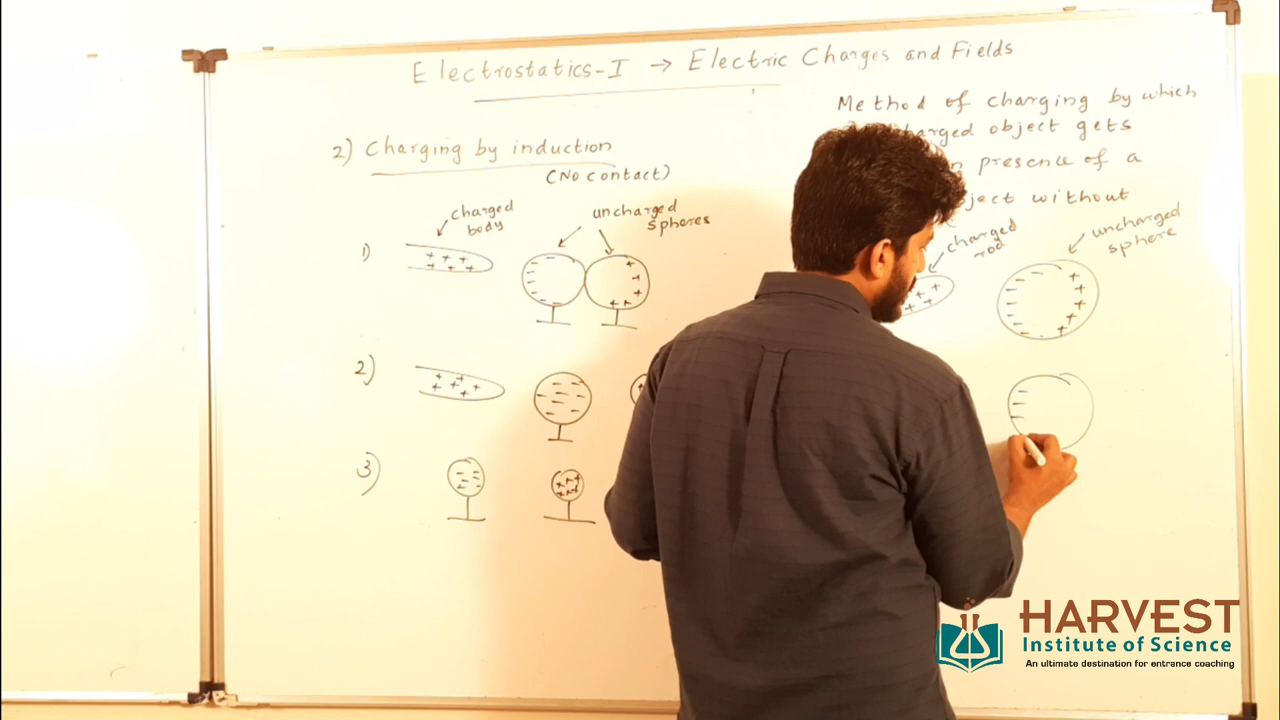 Electrostatics-I → Electric Charges and Fields
2) Charging by induction
(No contact)
charged
body
uncharged
spheres
1)
2)
3)
Method of charging by which
harged object gets
n presence of a
ject without
charged
rod
uncharged
sphere
HARVEST
Institute of Science
An ultimate destination for entrance coaching